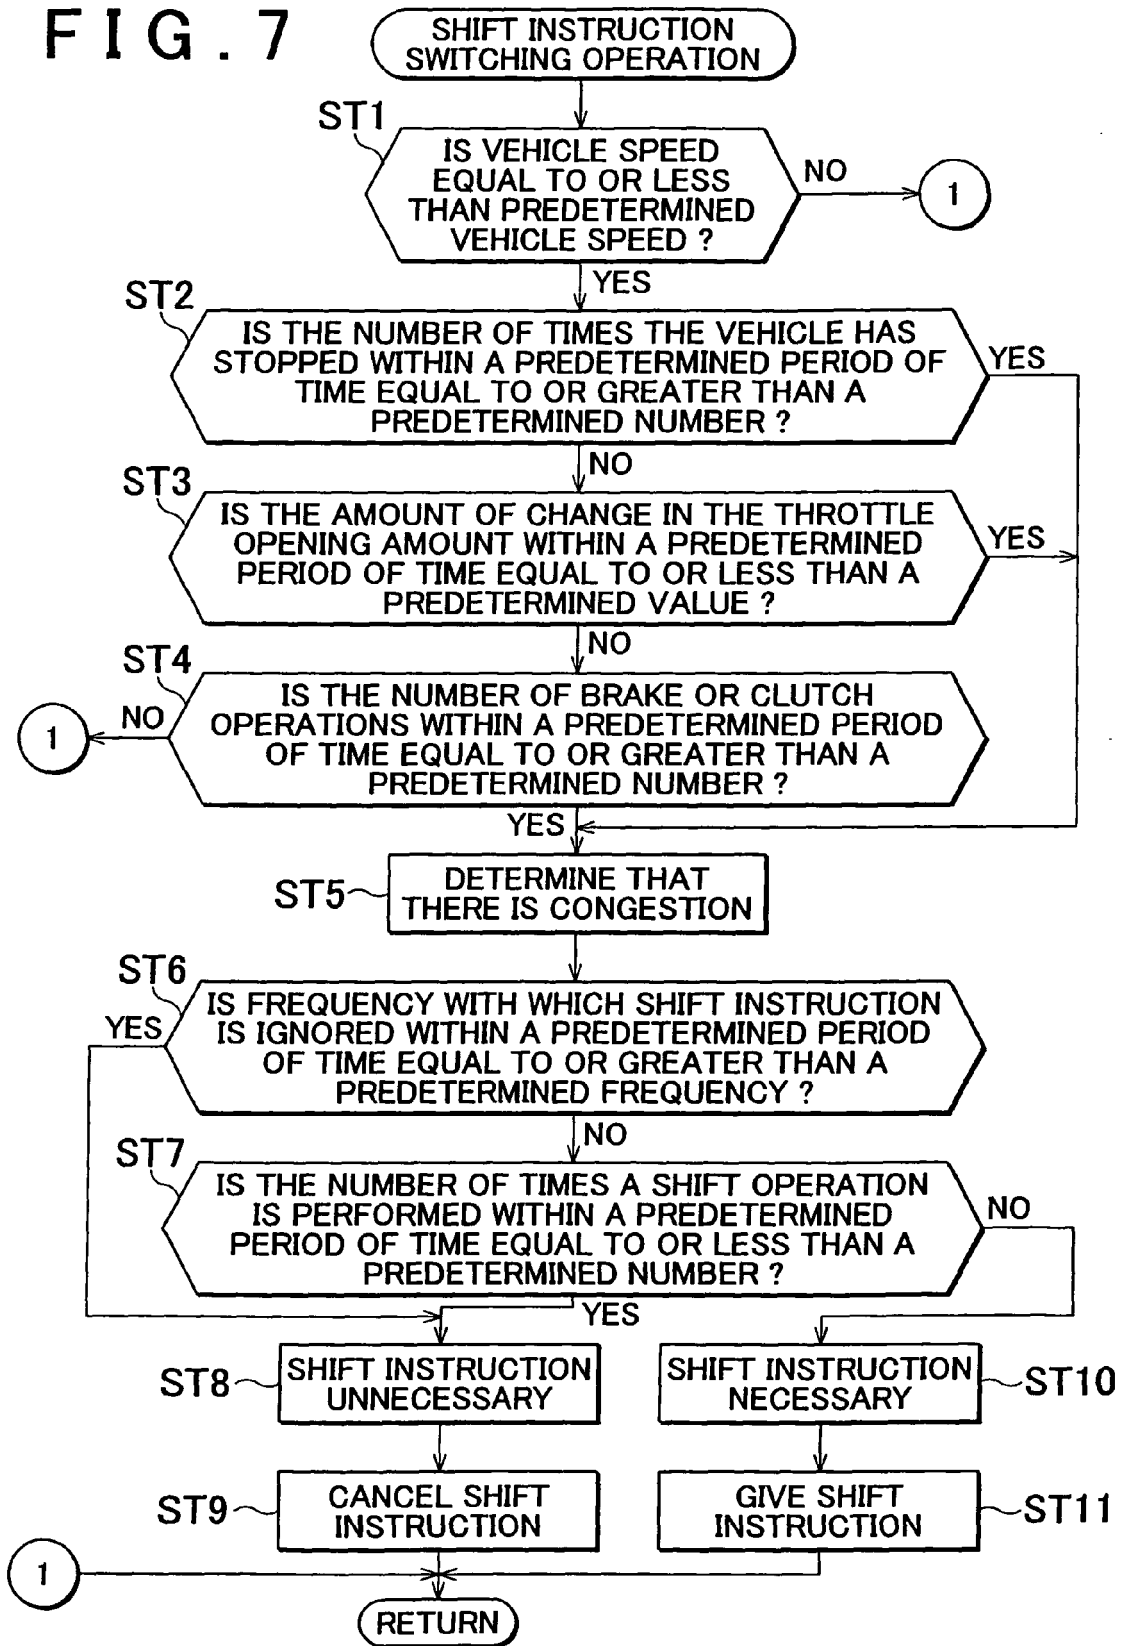 FIG. 7
SHIFT INSTRUCTION
SWITCHING OPERATION
ST1
IS VEHICLE SPEED
EQUAL TO OR LESS
THAN PREDETERMINED
VEHICLE SPEED ?
NO
1
YES
ST2
IS THE NUMBER OF TIMES THE VEHICLE HAS
STOPPED WITHIN A PREDETERMINED PERIOD OF
TIME EQUAL TO OR GREATER THAN A
PREDETERMINED NUMBER ?
YES
NO
ST3
IS THE AMOUNT OF CHANGE IN THE THROTTLE
OPENING AMOUNT WITHIN A PREDETERMINED
PERIOD OF TIME EQUAL TO OR LESS THAN A
PREDETERMINED VALUE ?
YES
NO
ST4
IS THE NUMBER OF BRAKE OR CLUTCH
OPERATIONS WITHIN A PREDETERMINED PERIOD
OF TIME EQUAL TO OR GREATER THAN A
PREDETERMINED NUMBER ?
NO
1
YES
ST5
DETERMINE THAT
THERE IS CONGESTION
ST6
IS FREQUENCY WITH WHICH SHIFT INSTRUCTION
IS IGNORED WITHIN A PREDETERMINED PERIOD
OF TIME EQUAL TO OR GREATER THAN A
PREDETERMINED FREQUENCY ?
YES
NO
ST7
IS THE NUMBER OF TIMES A SHIFT OPERATION
IS PERFORMED WITHIN A PREDETERMINED
PERIOD OF TIME EQUAL TO OR LESS THAN A
PREDETERMINED NUMBER ?
NO
YES
ST8
SHIFT INSTRUCTION
UNNECESSARY
SHIFT INSTRUCTION
NECESSARY
ST10
ST9
CANCEL SHIFT
INSTRUCTION
GIVE SHIFT
INSTRUCTION
ST11
1
RETURN